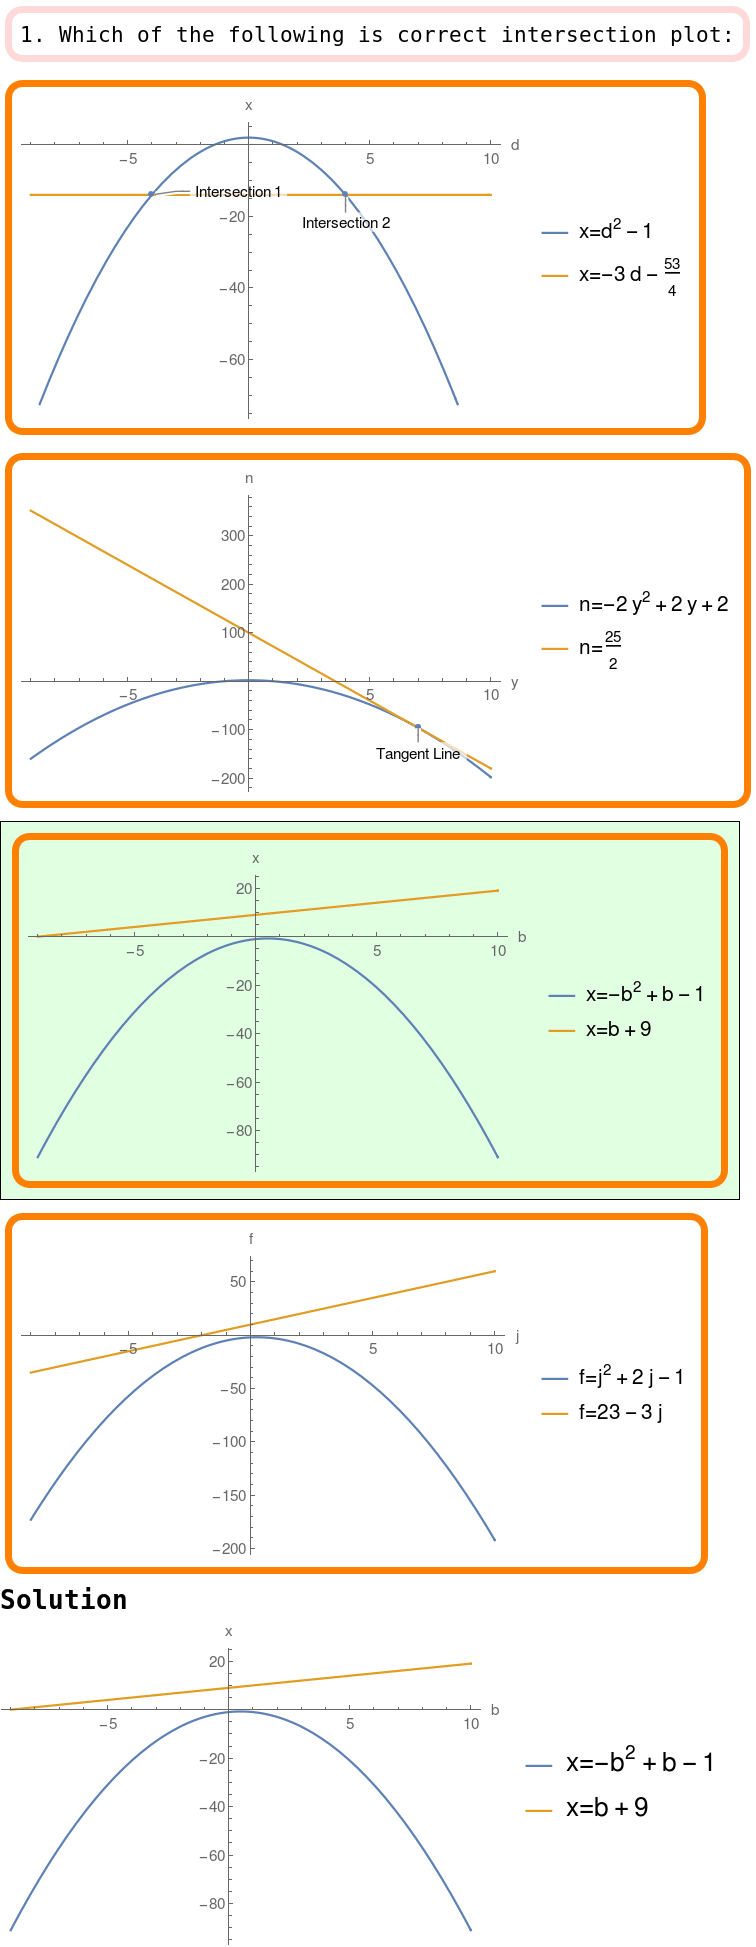 1. Which of the following is correct intersection plot:
x
d
−5
5
10
Intersection 1
−20
Intersection 2
−40
−60
x=d² − 1
x=−3 d − 53/4
n
300
200
100
−5
5
10
y
−100
Tangent Line
−200
n=−2 y² + 2 y + 2
n=25/2
x
20
b
−5
5
10
−20
−40
−60
−80
x=−b² + b − 1
x=b + 9
f
50
j
−5
5
10
−50
−100
−150
−200
f=j² + 2 j − 1
f=23 − 3 j
Solution
x
20
b
−5
5
10
−20
−40
−60
−80
x=−b² + b − 1
x=b + 9